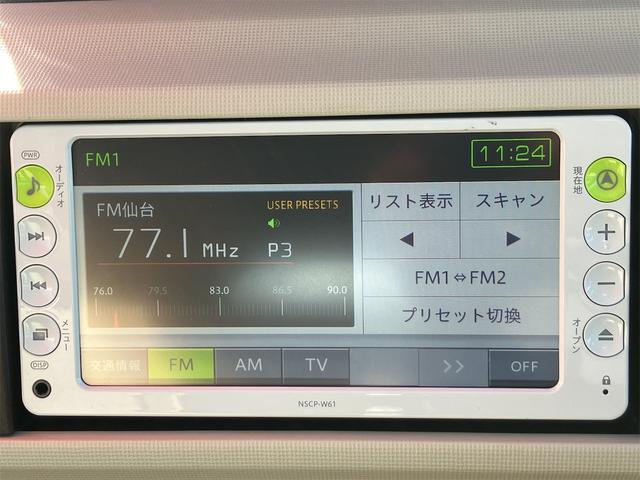 PWR
オーディオ
メニュー
DISP
FM1
11:24
FM仙台
USER PRESETS
77.1 MHz P3
76.0 79.5 83.0 86.5 90.0
リスト表示
スキャン
FM1⇔FM2
プリセット切換
交通情報
FM
AM
TV
>>
OFF
現在地
オープン
NSCP-W61